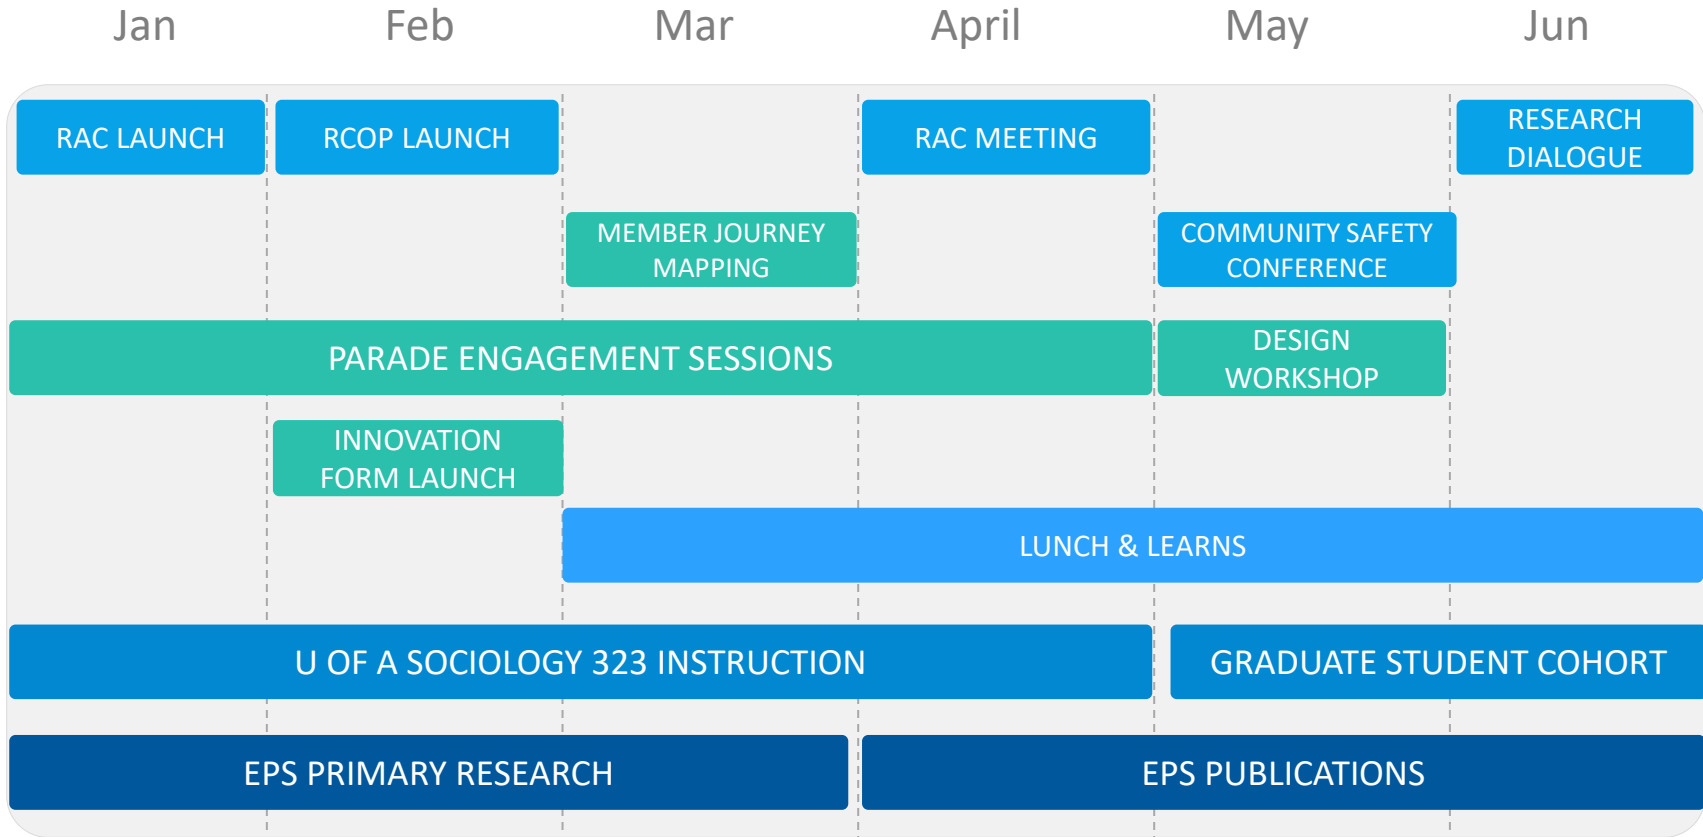 Jan Feb Mar April May Jun
RAC LAUNCH
RCOP LAUNCH
RAC MEETING
RESEARCH
DIALOGUE
MEMBER JOURNEY
MAPPING
COMMUNITY SAFETY
CONFERENCE
PARADE ENGAGEMENT SESSIONS
DESIGN
WORKSHOP
INNOVATION
FORM LAUNCH
LUNCH & LEARNS
U OF A SOCIOLOGY 323 INSTRUCTION
GRADUATE STUDENT COHORT
EPS PRIMARY RESEARCH
EPS PUBLICATIONS